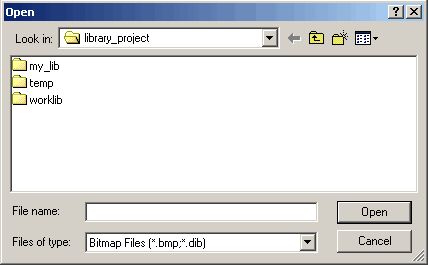 Open
Look in: library_project
my_lib
temp
worklib
File name: Open
Files of type: Bitmap Files (*.bmp;*.dib) Cancel